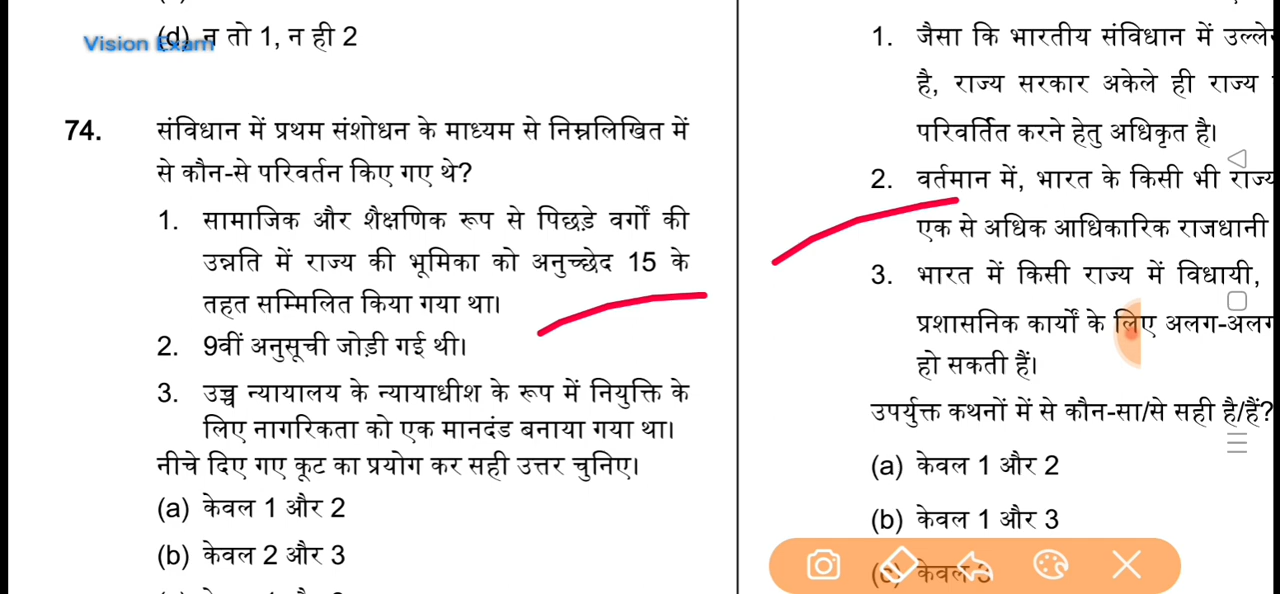 (d) न तो 1, न ही 2
Vision Exam
74. संविधान में प्रथम संशोधन के माध्यम से निम्नलिखित में
से कौन-से परिवर्तन किए गए थे?
1. सामाजिक और शैक्षणिक रूप से पिछड़े वर्गों की
उन्नति में राज्य की भूमिका को अनुच्छेद 15 के
तहत सम्मिलित किया गया था।
2. 9वीं अनुसूची जोड़ी गई थी।
3. उच्च न्यायालय के न्यायाधीश के रूप में नियुक्ति के
लिए नागरिकता को एक मानदंड बनाया गया था।
नीचे दिए गए कूट का प्रयोग कर सही उत्तर चुनिए।
(a) केवल 1 और 2
(b) केवल 2 और 3
1. जैसा कि भारतीय संविधान में
है, राज्य सरकार अकेले ही राज्य
परिवर्तित करने हेतु अधिकृत है।
2. वर्तमान में, भारत के किसी भी राज्य
एक से अधिक आधिकारिक राजधानी
3. भारत में किसी राज्य में विधायी,
प्रशासनिक कार्यों के लिए अलग-अलग
हो सकती हैं।
उपर्युक्त कथनों में से कौन-सा/से सही है/हैं?
(a) केवल 1 और 2
(b) केवल 1 और 3
(c) केवल 3